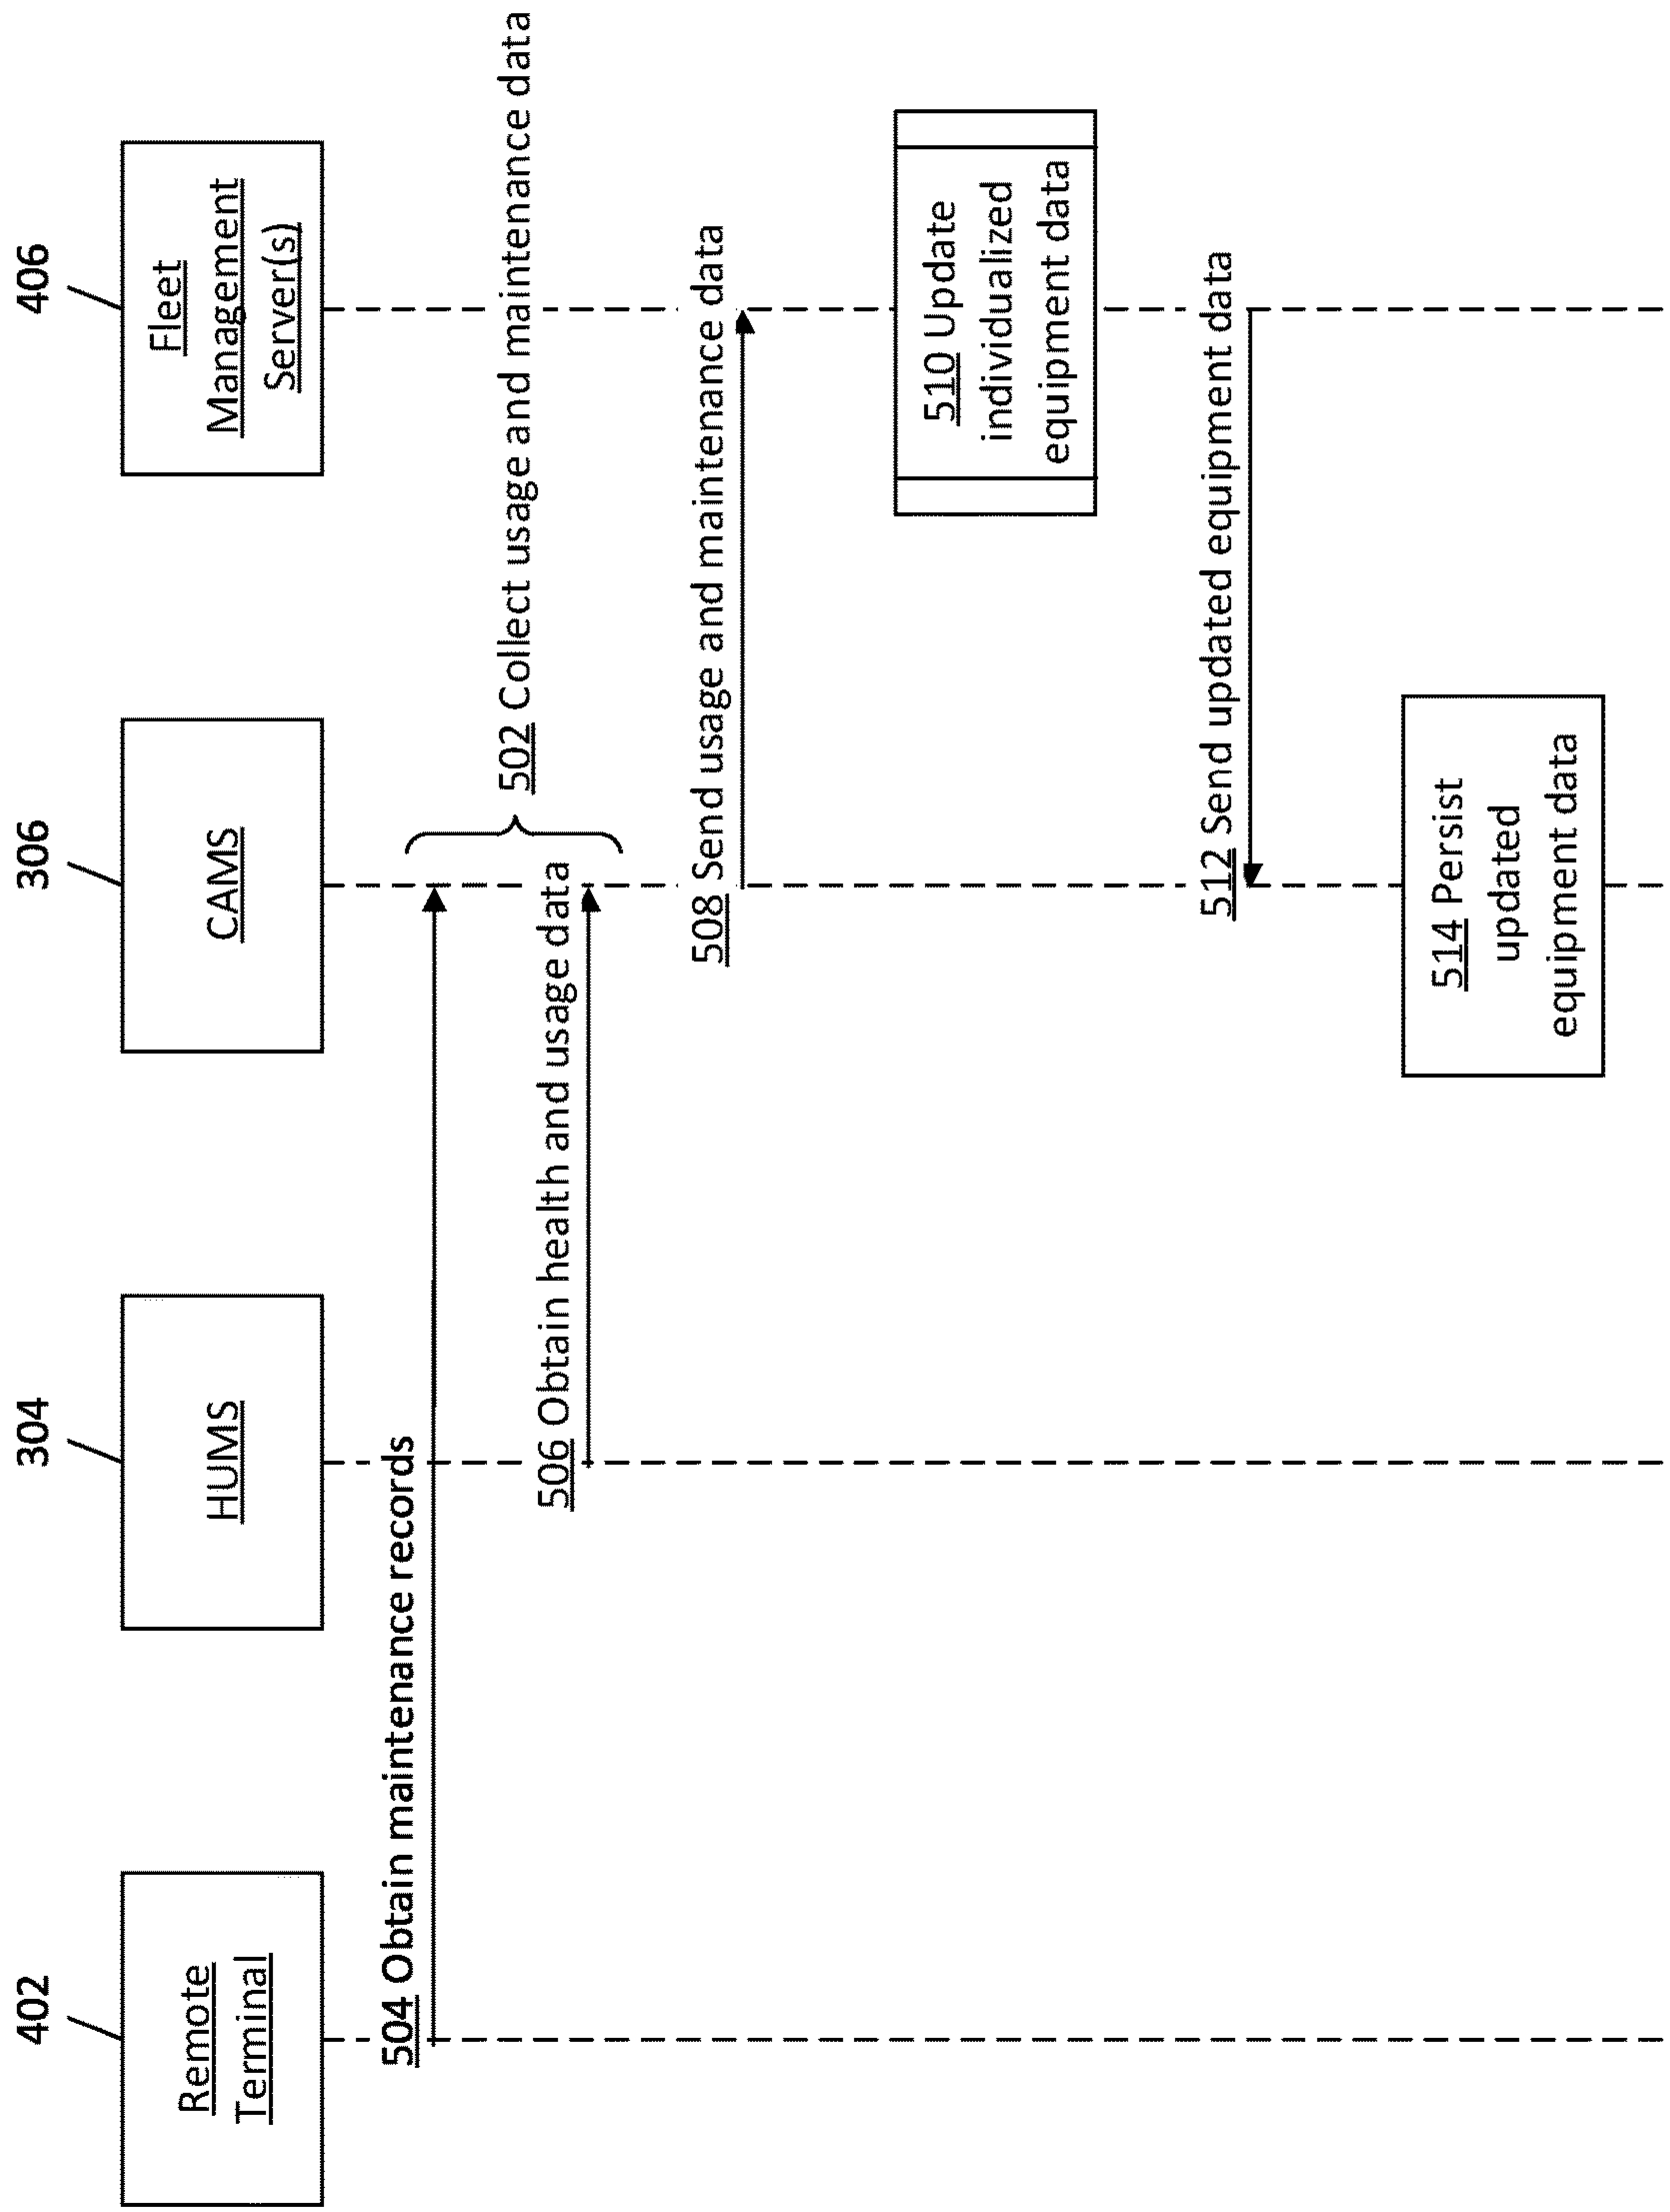 402
304
306
406
Remote
Terminal
HUMS
CAMS
Fleet
Management
Server(s)
504 Obtain maintenance records
502 Collect usage and maintenance data
506 Obtain health and usage data
508 Send usage and maintenance data
510 Update
individualized
equipment data
512 Send updated equipment data
514 Persist
updated
equipment data